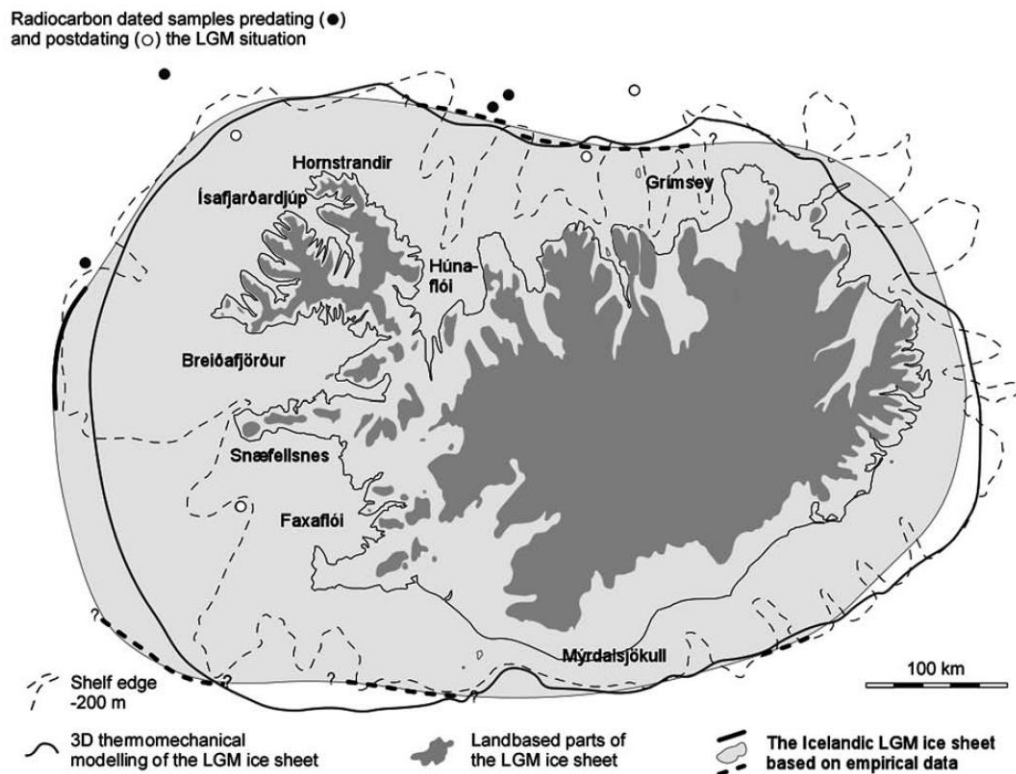 Radiocarbon dated samples predating (●)
and postdating (○) the LGM situation
?
Hornstrandir
Ísafjarðardjúp
Grímsey
Húna-
flói
Breiðafjörður
Snæfellsnes
Faxaflói
?
Mýrdalsjökull
?
?
?
100 km
Shelf edge
-200 m
3D thermomechanical
modelling of the LGM ice sheet
Landbased parts of
the LGM ice sheet
The Icelandic LGM ice sheet
based on empirical data